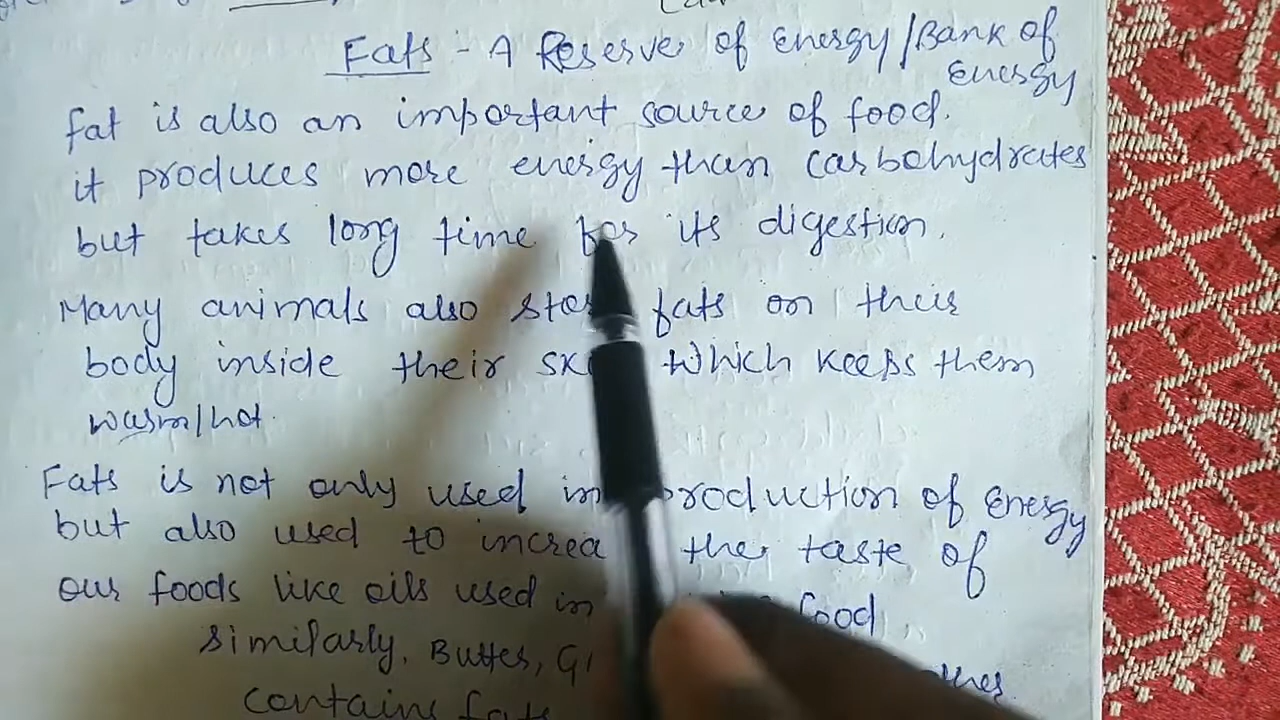 Fats - A Reserve of Energy/Bank of Energy
fat is also an important source of food.
it produces more energy than carbohydrates
but takes long time for its digestion.
Many animals also fats on their
body inside their which keeps them
warm/hot.
Fats is not only used in production of Energy
but also used to the taste of
our foods like oils used in food.
Similarly, Butter,
contains fats